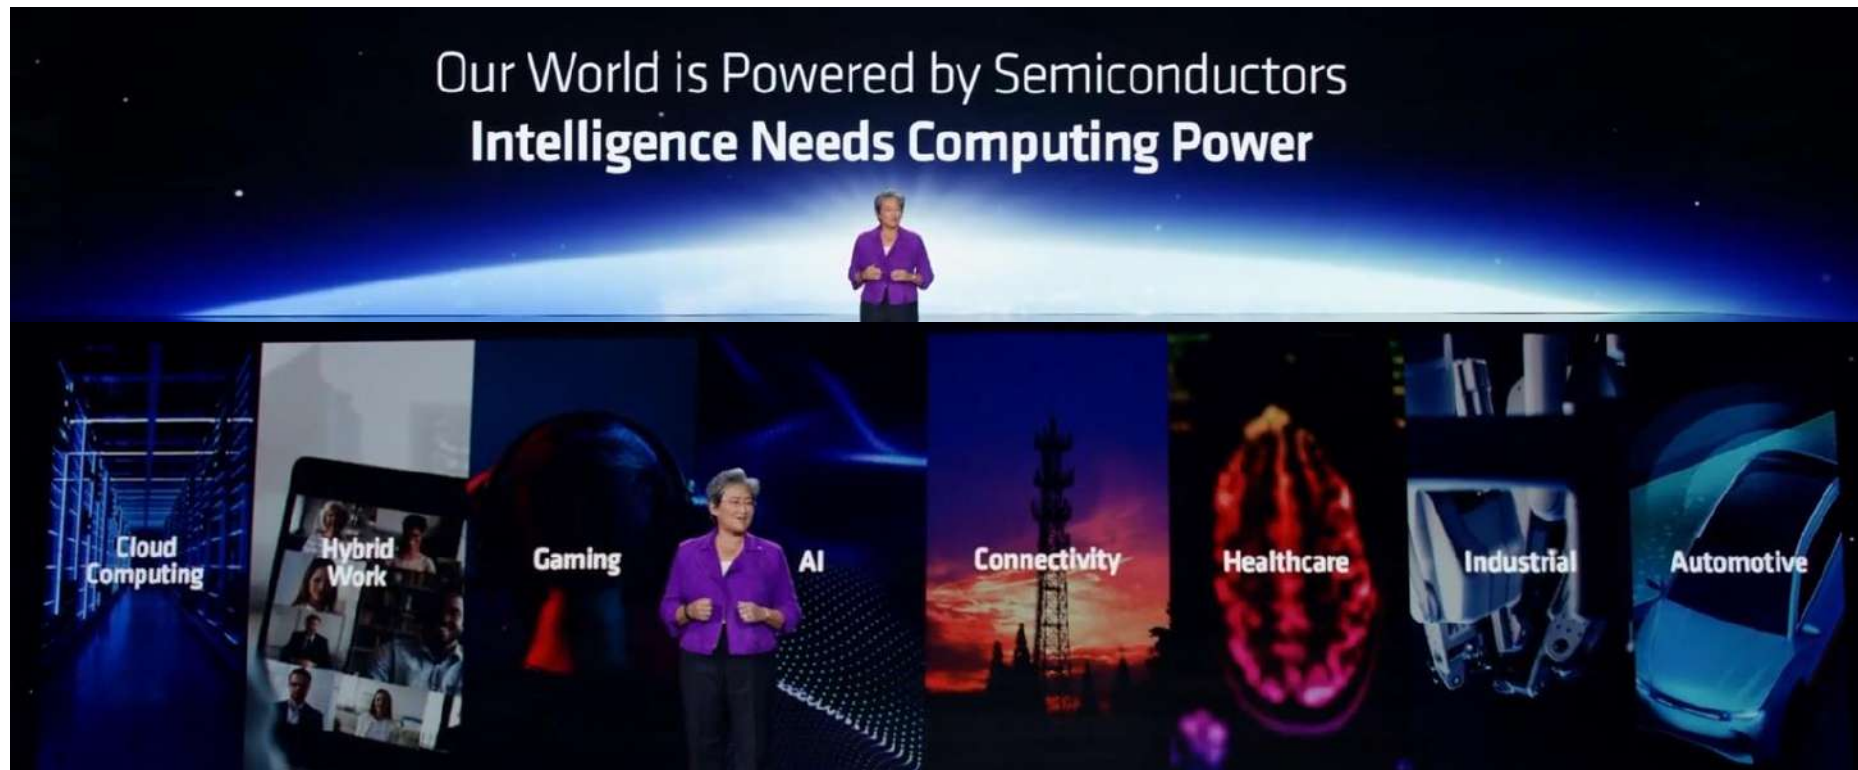 Our World is Powered by Semiconductors
Intelligence Needs Computing Power
Cloud
Computing
Hybrid
Work
Gaming
AI
Connectivity
Healthcare
Industrial
Automotive